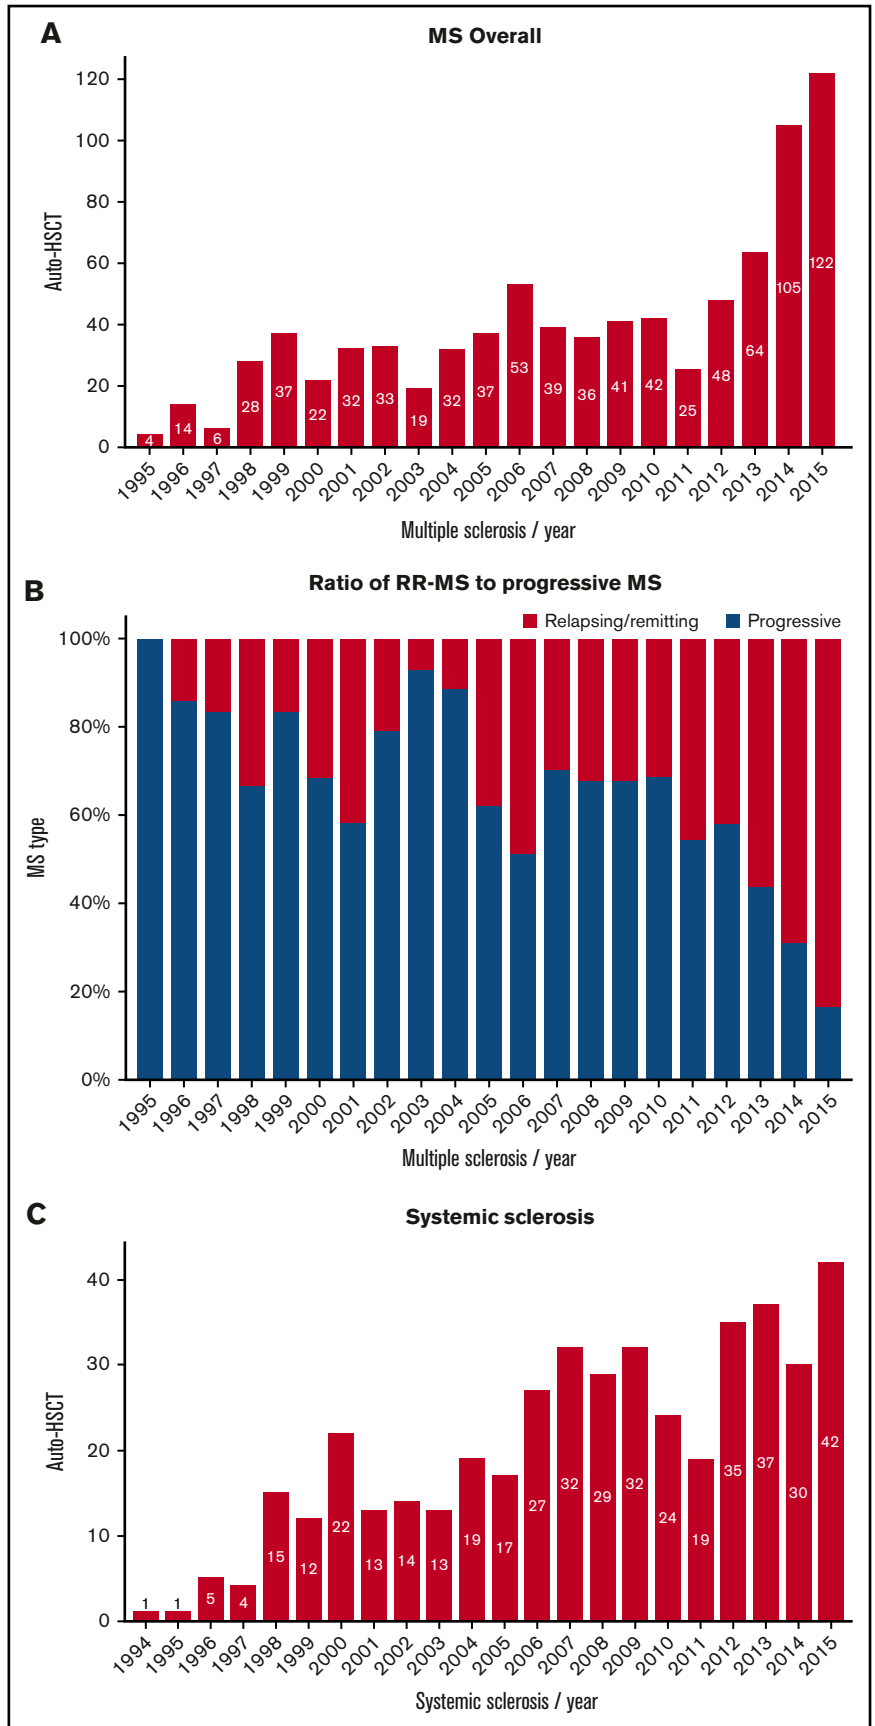 A
MS Overall
120
100
80
60
40
20
0
Auto-HSCT
4 14 6 28 37 22 32 33 19 32 37 53 39 36 41 42 25 48 64 105 122
1995 1996 1997 1998 1999 2000 2001 2002 2003 2004 2005 2006 2007 2008 2009 2010 2011 2012 2013 2014 2015
Multiple sclerosis / year
B
Ratio of RR-MS to progressive MS
Relapsing/remitting Progressive
100%
80%
60%
40%
20%
0%
MS type
1995 1996 1997 1998 1999 2000 2001 2002 2003 2004 2005 2006 2007 2008 2009 2010 2011 2012 2013 2014 2015
Multiple sclerosis / year
C
Systemic sclerosis
40
30
20
10
0
Auto-HSCT
1 1 5 4 15 12 22 13 14 13 19 17 27 32 29 32 24 19 35 37 30 42
1994 1995 1996 1997 1998 1999 2000 2001 2002 2003 2004 2005 2006 2007 2008 2009 2010 2011 2012 2013 2014 2015
Systemic sclerosis / year